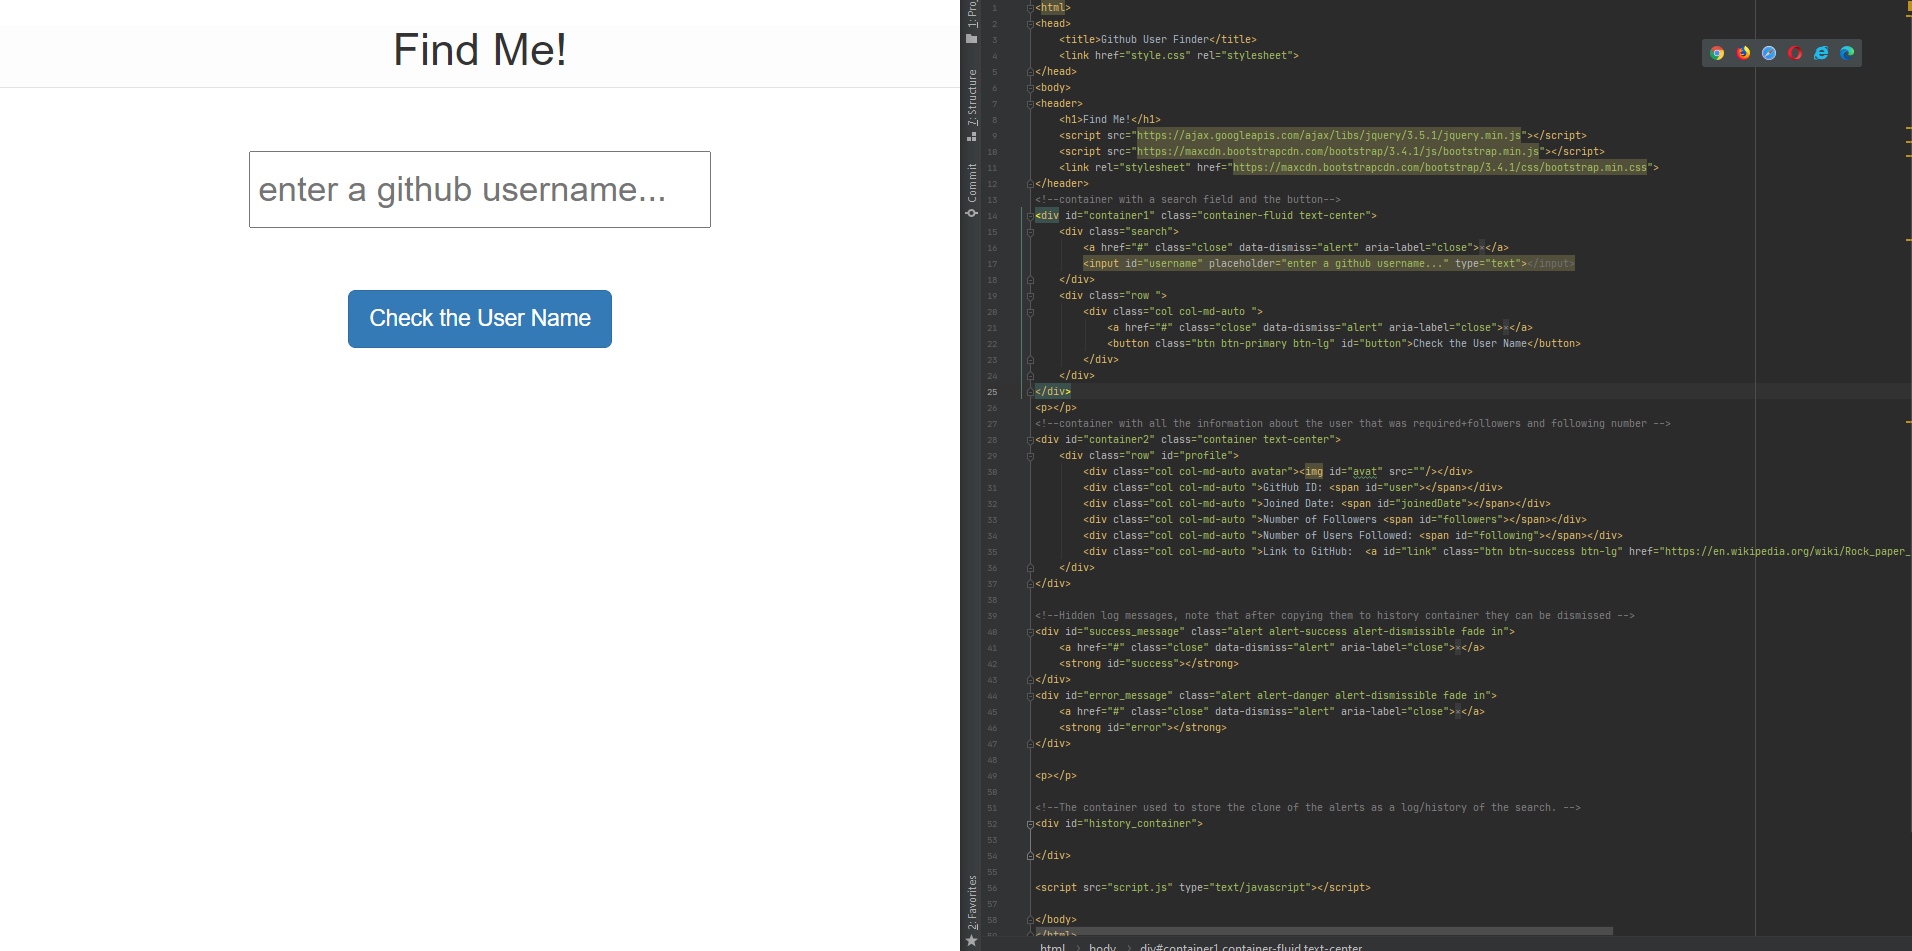 Find Me!
enter a github username...
Check the User Name
1: Pro
7: Structure
Commit
2: Favorites
1 <html>
2 <head>
3 <title>Github User Finder</title>
4 <link href="style.css" rel="stylesheet">
5 </head>
6 <body>
7 <header>
8 <h1>Find Me!</h1>
9 <script src="https://ajax.googleapis.com/ajax/libs/jquery/3.5.1/jquery.min.js"></script>
10 <script src="https://maxcdn.bootstrapcdn.com/bootstrap/3.4.1/js/bootstrap.min.js"></script>
11 <link rel="stylesheet" href="https://maxcdn.bootstrapcdn.com/bootstrap/3.4.1/css/bootstrap.min.css">
12 </header>
13 <!--container with a search field and the button-->
14 <div id="container1" class="container-fluid text-center">
15 <div class="search">
16 <a href="#" class="close" data-dismiss="alert" aria-label="close">×</a>
17 <input id="username" placeholder="enter a github username..." type="text"></input>
18 </div>
19 <div class="row ">
20 <div class="col col-md-auto ">
21 <a href="#" class="close" data-dismiss="alert" aria-label="close">×</a>
22 <button class="btn btn-primary btn-lg" id="button">Check the User Name</button>
23 </div>
24 </div>
25 </div>
26 <p></p>
27 <!--container with all the information about the user that was required+followers and following number -->
28 <div id="container2" class="container text-center">
29 <div class="row" id="profile">
30 <div class="col col-md-auto avatar"><img id="avat" src=""/></div>
31 <div class="col col-md-auto ">GitHub ID: <span id="user"></span></div>
32 <div class="col col-md-auto ">Joined Date: <span id="joinedDate"></span></div>
33 <div class="col col-md-auto ">Number of Followers <span id="followers"></span></div>
34 <div class="col col-md-auto ">Number of Users Followed: <span id="following"></span></div>
35 <div class="col col-md-auto ">Link to GitHub:  <a id="link" class="btn btn-success btn-lg" href="https://en.wikipedia.org/wiki/Rock_paper_
36 </div>
37 </div>
38
39 <!--Hidden log messages, note that after copying them to history container they can be dismissed -->
40 <div id="success_message" class="alert alert-success alert-dismissible fade in">
41 <a href="#" class="close" data-dismiss="alert" aria-label="close">×</a>
42 <strong id="success"></strong>
43 </div>
44 <div id="error_message" class="alert alert-danger alert-dismissible fade in">
45 <a href="#" class="close" data-dismiss="alert" aria-label="close">×</a>
46 <strong id="error"></strong>
47 </div>
48
49 <p></p>
50
51 <!--The container used to store the clone of the alerts as a log/history of the search. -->
52 <div id="history_container">
53
54 </div>
55
56 <script src="script.js" type="text/javascript"></script>
57
58 </body>
59 </html>
html › body › div#container1.container-fluid.text-center